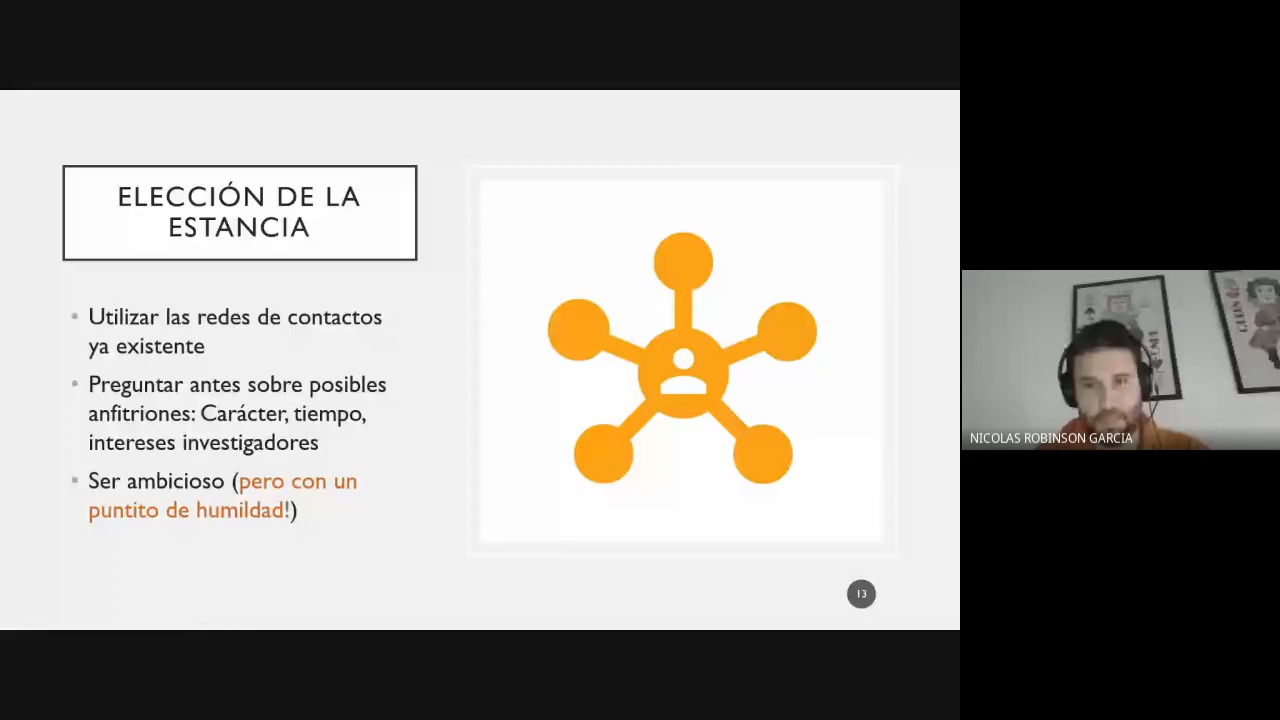 ELECCIÓN DE LA
ESTANCIA
• Utilizar las redes de contactos
ya existente
• Preguntar antes sobre posibles
anfitriones: Carácter, tiempo,
intereses investigadores
• Ser ambicioso (pero con un
puntito de humildad!)
13
NICOLAS ROBINSON GARCIA